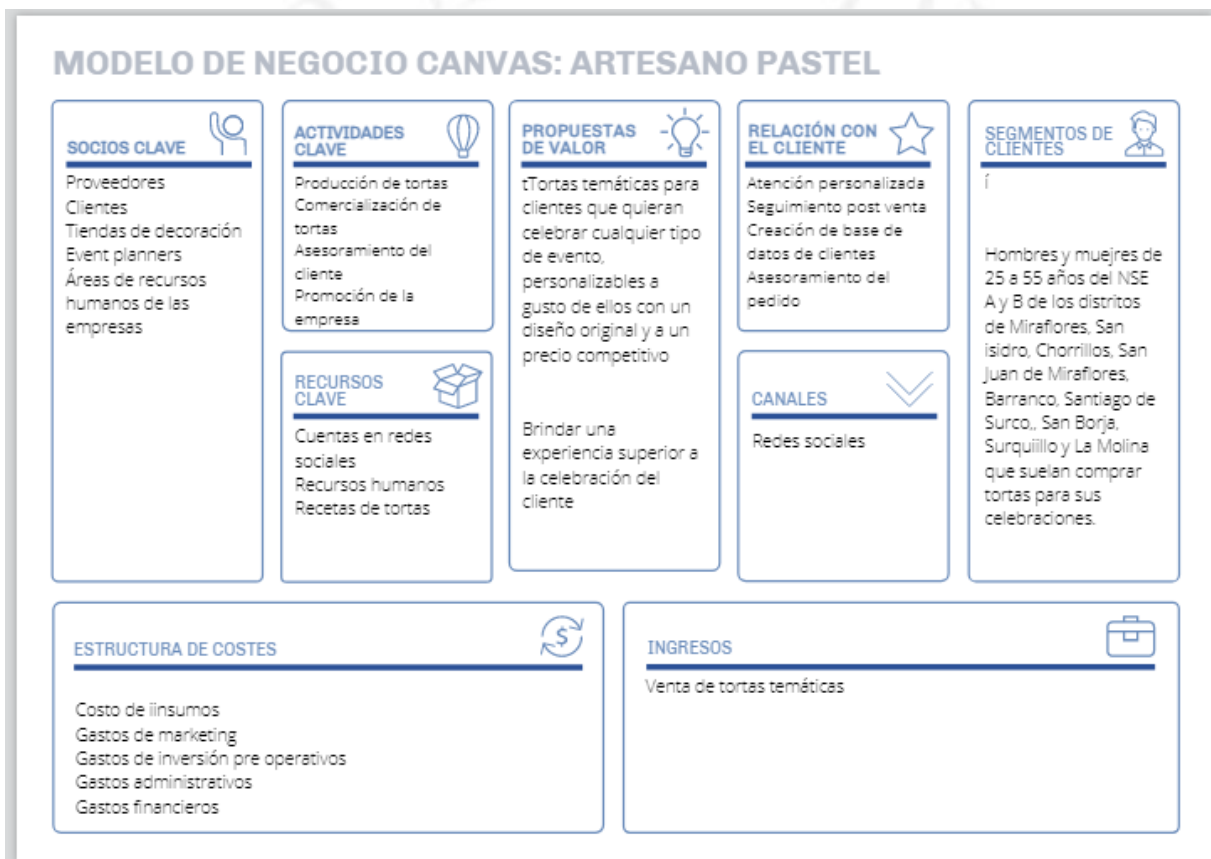 MODELO DE NEGOCIO CANVAS: ARTESANO PASTEL
SOCIOS CLAVE
Proveedores
Clientes
Tiendas de decoración
Event planners
Áreas de recursos
humanos de las
empresas
ACTIVIDADES
CLAVE
Producción de tortas
Comercialización de
tortas
Asesoramiento del
cliente
Promoción de la
empresa
RECURSOS
CLAVE
Cuentas en redes
sociales
Recursos humanos
Recetas de tortas
PROPUESTAS
DE VALOR
tTortas temáticas para
clientes que quieran
celebrar cualquier tipo
de evento,
personalizables a
gusto de ellos con un
diseño original y a un
precio competitivo
Brindar una
experiencia superior a
la celebración del
cliente
RELACIÓN CON
EL CLIENTE
Atención personalizada
Seguimiento post venta
Creación de base de
datos de clientes
Asesoramiento del
pedido
CANALES
Redes sociales
SEGMENTOS DE
CLIENTES
í
Hombres y muejres de
25 a 55 años del NSE
A y B de los distritos
de Miraflores, San
isidro, Chorrillos, San
Juan de Miraflores,
Barranco, Santiago de
Surco,, San Borja,
Surquiillo y La Molina
que suelan comprar
tortas para sus
celebraciones.
ESTRUCTURA DE COSTES
$
Costo de iinsumos
Gastos de marketing
Gastos de inversión pre operativos
Gastos administrativos
Gastos financieros
INGRESOS
Venta de tortas temáticas